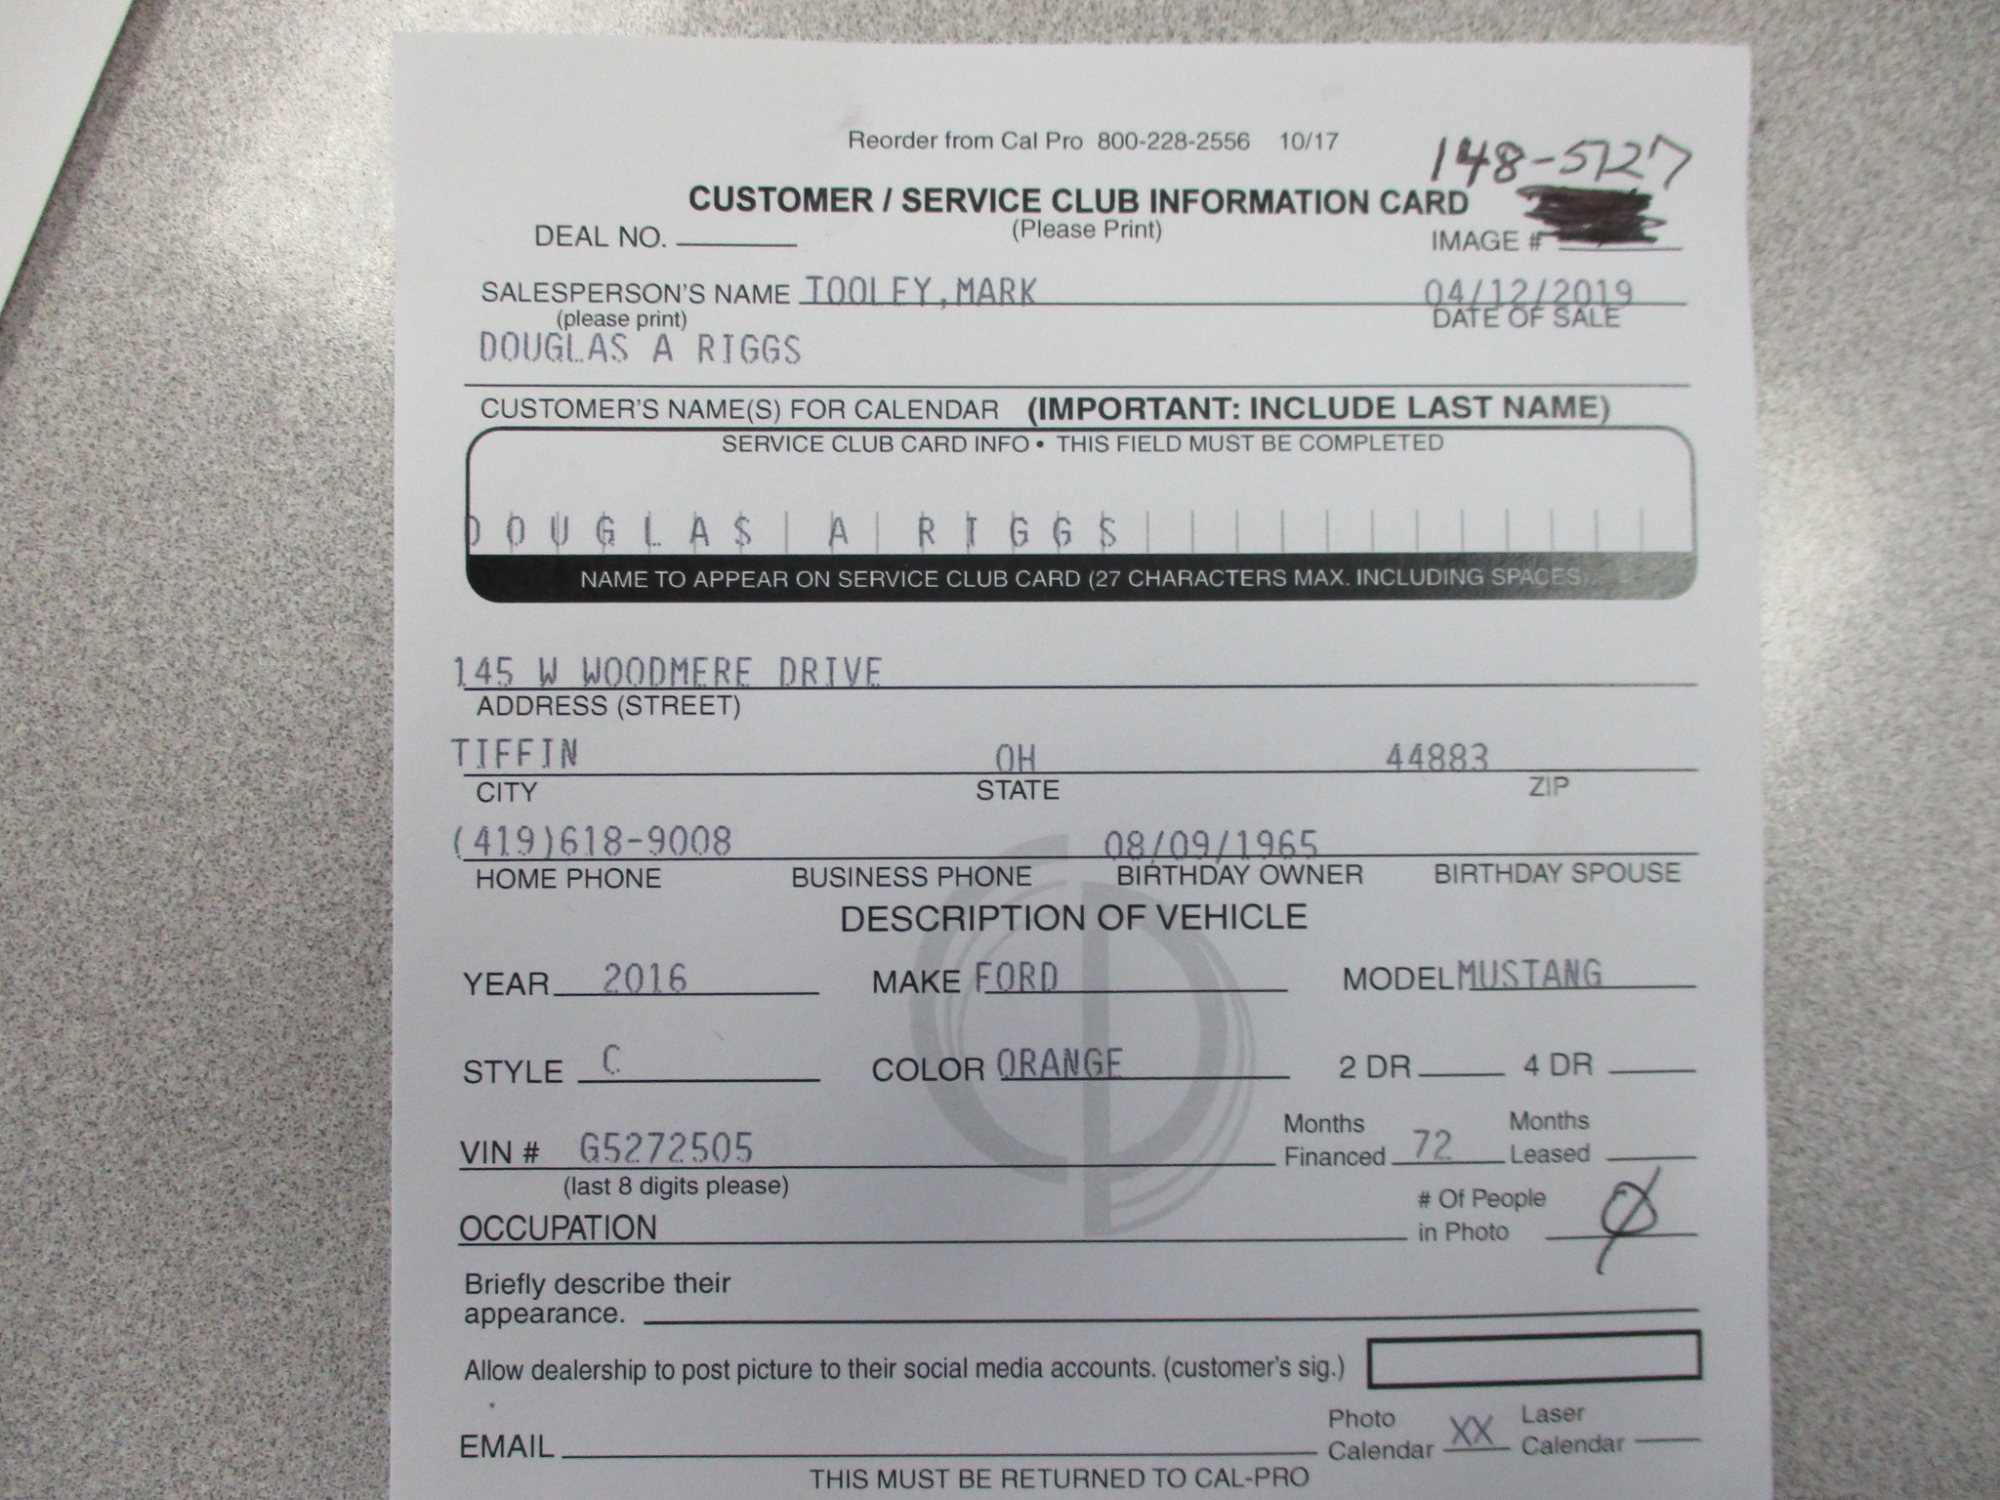 Reorder from Cal Pro 800-228-2556 10/17
148-5727
CUSTOMER / SERVICE CLUB INFORMATION CARD
(Please Print)
DEAL NO. IMAGE #
SALESPERSON'S NAME TOOLEY,MARK 04/12/2019
(please print) DATE OF SALE
DOUGLAS A RIGGS
CUSTOMER'S NAME(S) FOR CALENDAR (IMPORTANT: INCLUDE LAST NAME)
SERVICE CLUB CARD INFO • THIS FIELD MUST BE COMPLETED
DOUGLAS A RIGGS
NAME TO APPEAR ON SERVICE CLUB CARD (27 CHARACTERS MAX. INCLUDING SPACES)
145 W WOODMERE DRIVE
ADDRESS (STREET)
TIFFIN OH 44883
CITY STATE ZIP
(419)618-9008 08/09/1965
HOME PHONE BUSINESS PHONE BIRTHDAY OWNER BIRTHDAY SPOUSE
DESCRIPTION OF VEHICLE
YEAR 2016 MAKE FORD MODEL MUSTANG
STYLE C COLOR ORANGE 2 DR 4 DR
VIN # G5272505 Months Financed 72 Months Leased
(last 8 digits please)
OCCUPATION # Of People in Photo Ø
Briefly describe their
appearance.
Allow dealership to post picture to their social media accounts. (customer's sig.)
EMAIL Photo Calendar XX Laser Calendar
THIS MUST BE RETURNED TO CAL-PRO